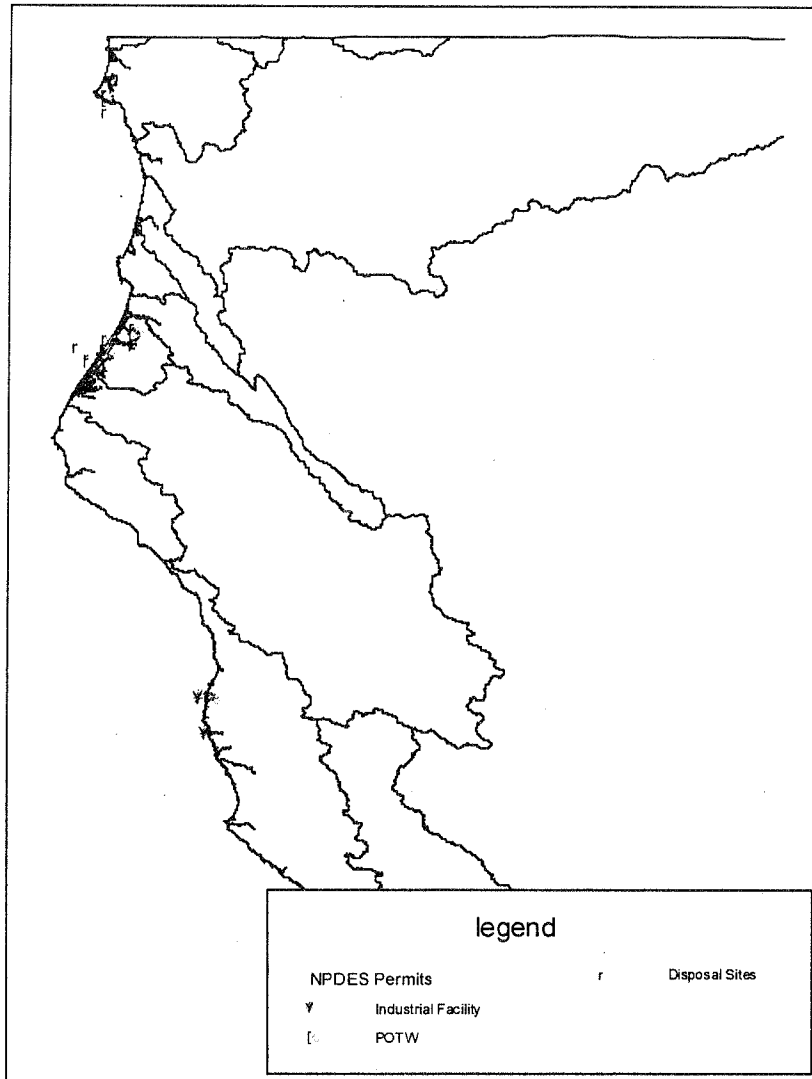 r
r
r
r
legend
NPDES Permits
r Disposal Sites
Industrial Facility
[ POTW